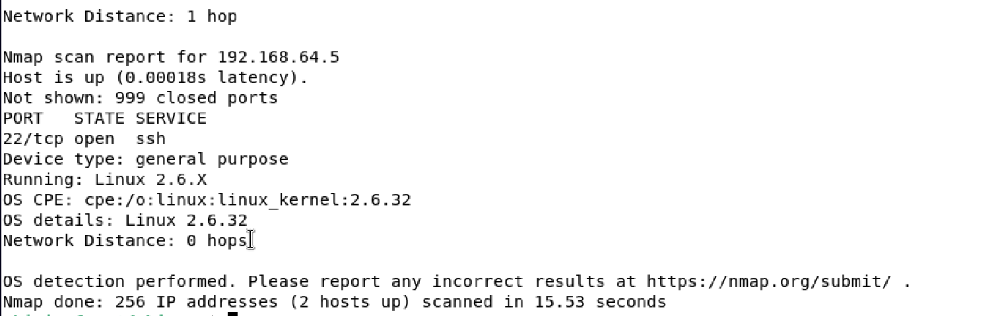 Network Distance: 1 hop
Nmap scan report for 192.168.64.5
Host is up (0.00018s latency).
Not shown: 999 closed ports
PORT   STATE SERVICE
22/tcp open  ssh
Device type: general purpose
Running: Linux 2.6.X
OS CPE: cpe:/o:linux:linux_kernel:2.6.32
OS details: Linux 2.6.32
Network Distance: 0 hops
OS detection performed. Please report any incorrect results at https://nmap.org/submit/ .
Nmap done: 256 IP addresses (2 hosts up) scanned in 15.53 seconds